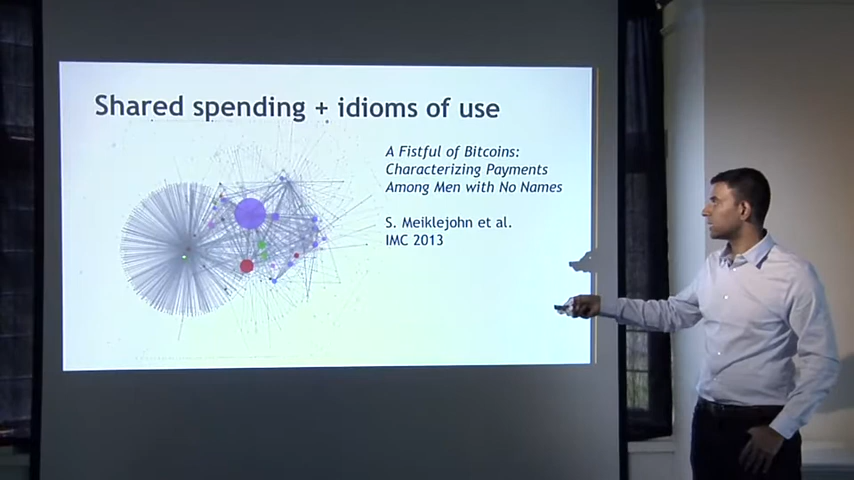 Shared spending + idioms of use
A Fistful of Bitcoins:
Characterizing Payments
Among Men with No Names
S. Meiklejohn et al.
IMC 2013